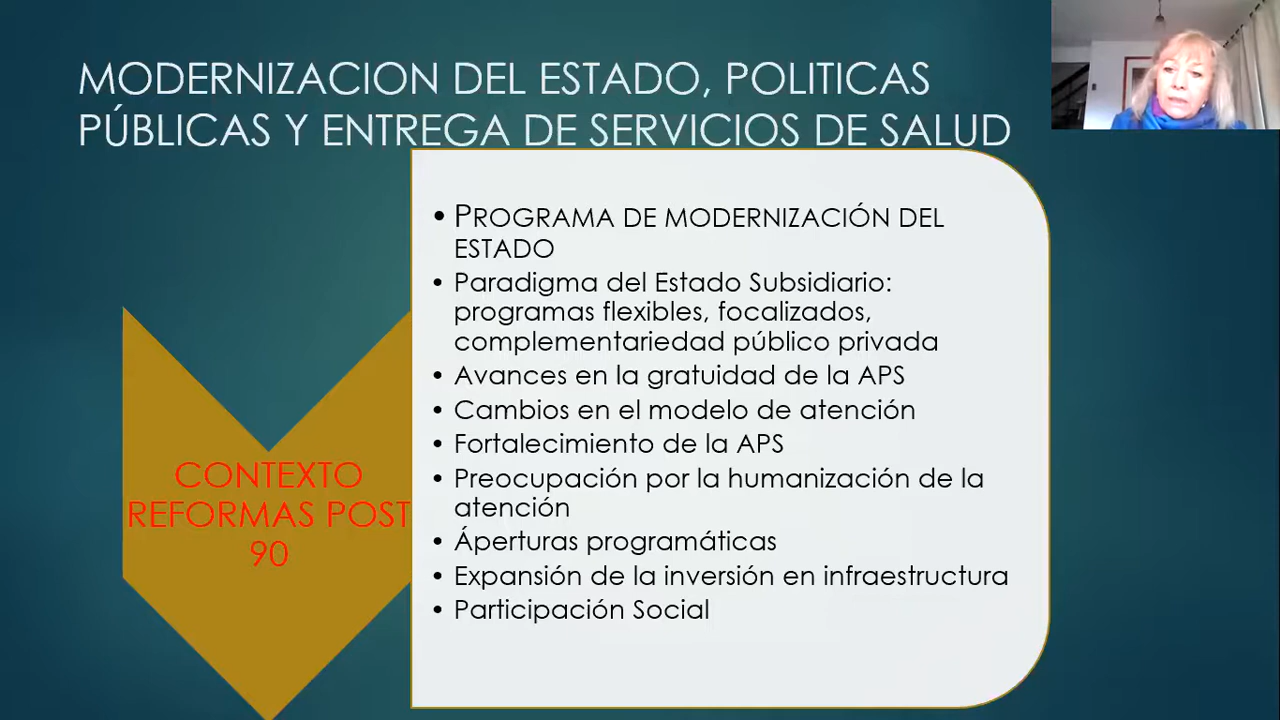 MODERNIZACION DEL ESTADO, POLITICAS
PÚBLICAS Y ENTREGA DE SERVICIOS DE SALUD
• PROGRAMA DE MODERNIZACIÓN DEL
ESTADO
• Paradigma del Estado Subsidiario:
programas flexibles, focalizados,
complementariedad público privada
• Avances en la gratuidad de la APS
• Cambios en el modelo de atención
• Fortalecimiento de la APS
• Preocupación por la humanización de la
atención
• Áperturas programáticas
• Expansión de la inversión en infraestructura
• Participación Social
CONTEXTO
REFORMAS POST
90